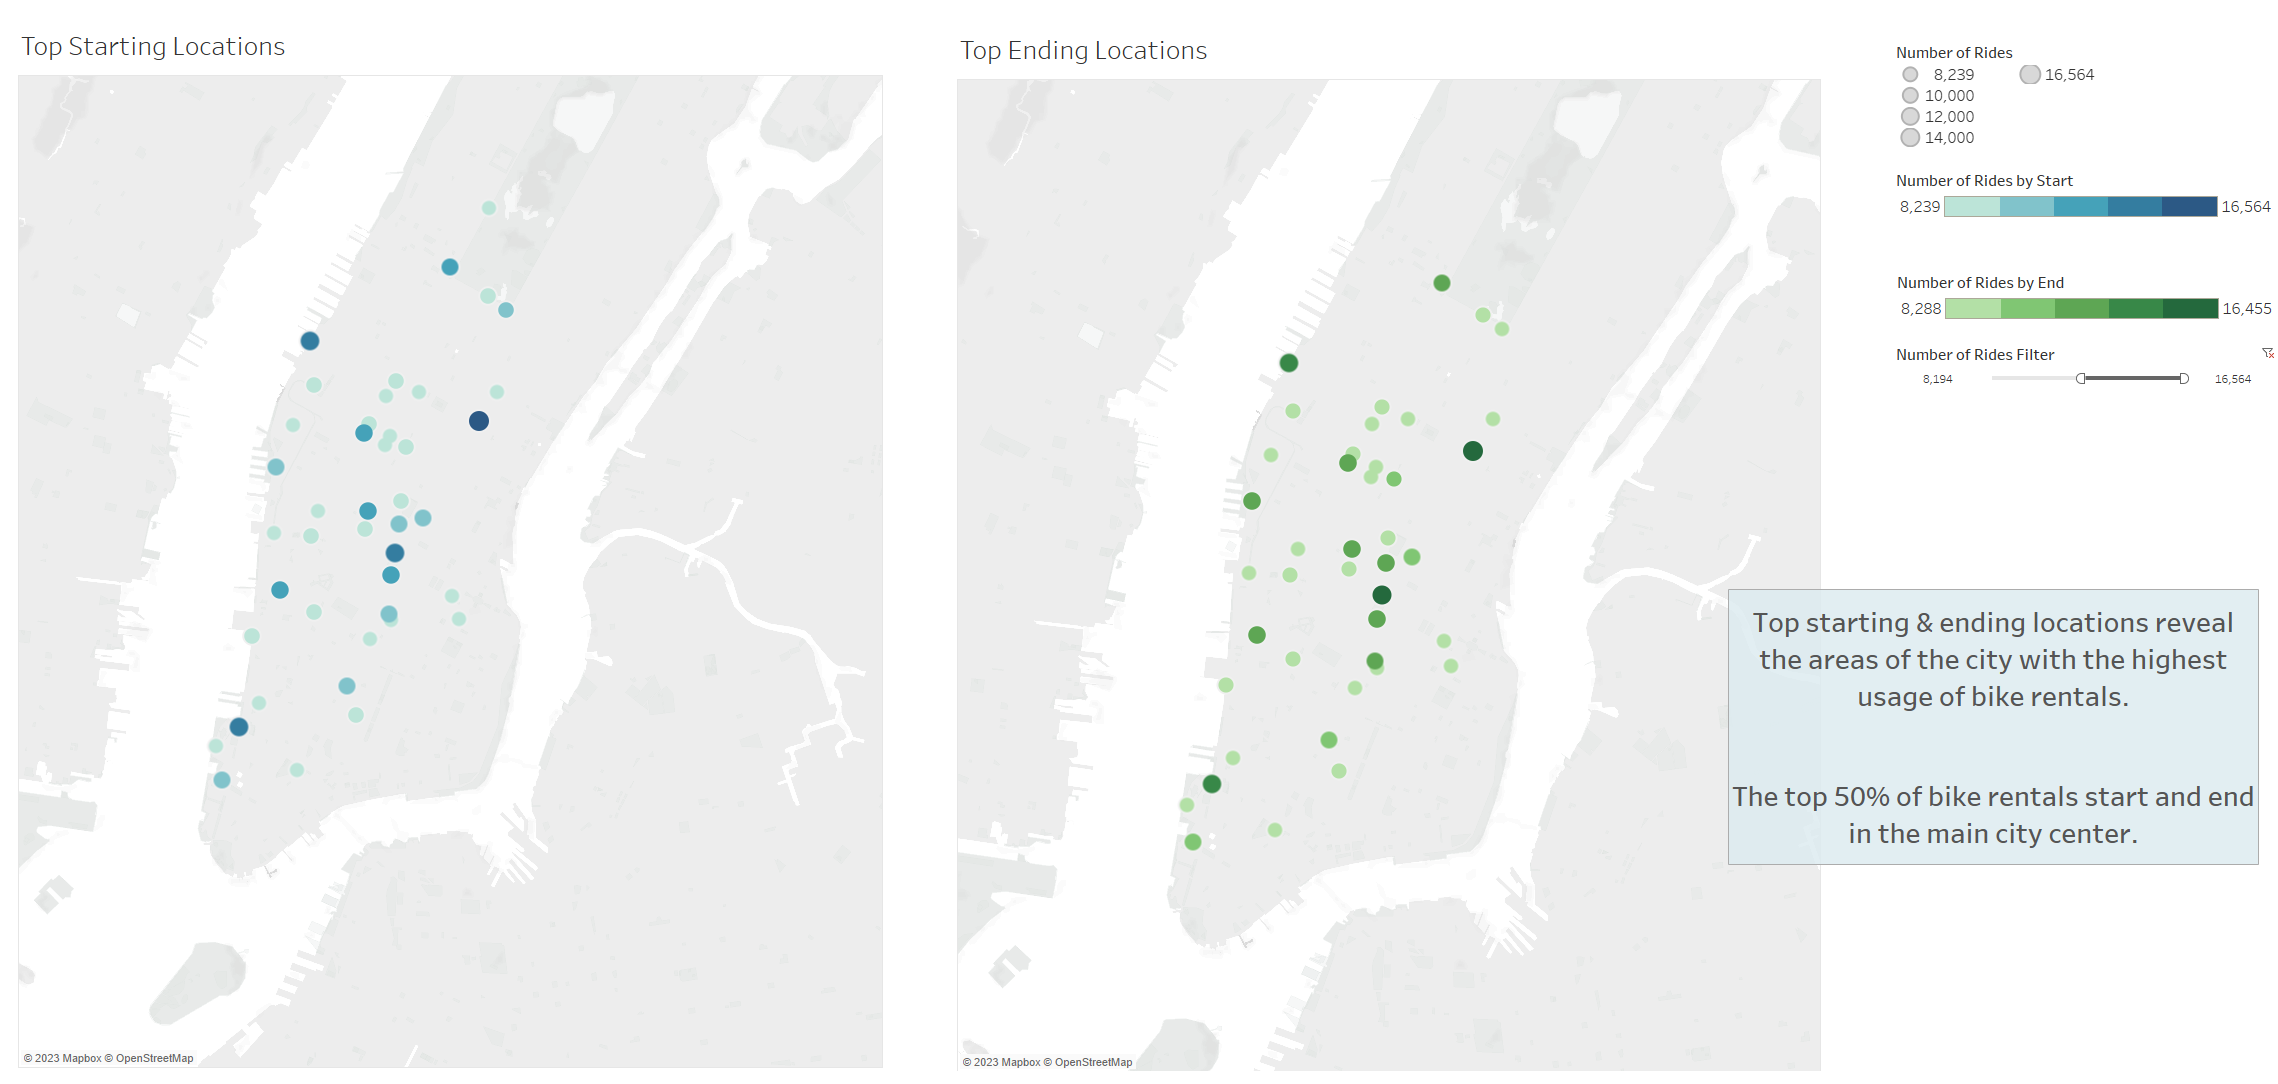 Top Starting Locations
© 2023 Mapbox © OpenStreetMap
Top Ending Locations
© 2023 Mapbox © OpenStreetMap
Number of Rides
8,239 16,564
10,000
12,000
14,000
Number of Rides by Start
8,239 16,564
Number of Rides by End
8,288 16,455
Number of Rides Filter
8,194 16,564
Top starting & ending locations reveal
the areas of the city with the highest
usage of bike rentals.
The top 50% of bike rentals start and end
in the main city center.